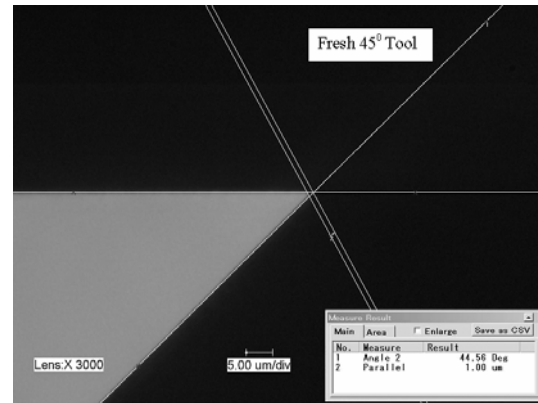 Fresh 45⁰ Tool
Lens:X 3000
5.00 um/div
Measure Result
Main Area Enlarge Save as CSV
No. Measure Result
1 Angle 2 44.56 Deg
2 Parallel 1.00 um